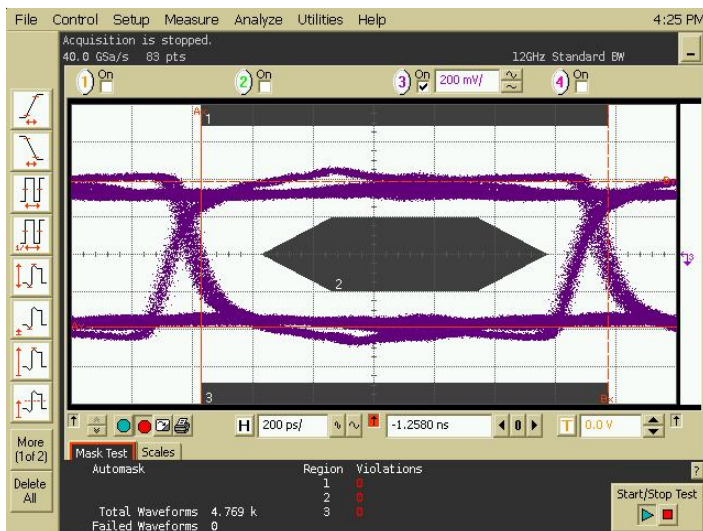 File Control Setup Measure Analyze Utilities Help 4:25 PM
Acquisition is stopped.
40.0 GSa/s 83 pts 12GHz Standard BW
1 On 2 On 3 On 200 mV/ 4 On
A
1
B
2
3
A
3
Bx
More
(1of 2)
Delete
All
H 200 ps/ -1.2580 ns 0 T 0.0 V
Mask Test Scales
Automask Region Violations ?
1 0
2 0
Total Waveforms 4.769 k 3 0
Failed Waveforms 0
Start/Stop Test